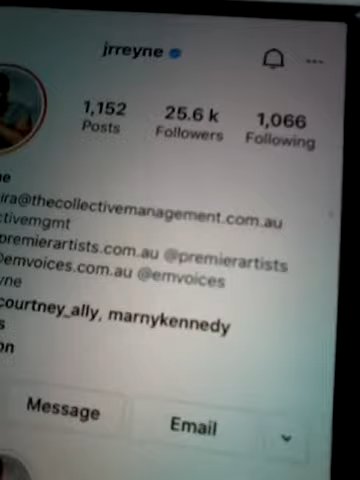 jrreyne
1,152 25.6 k 1,066
Posts Followers Following
ira@thecollectivemanagement.com.au
ctivemgmt
premierartists.com.au @premierartists
@emvoices.com.au @emvoices
yne
courtney_ally, marnykennedy
s
on
Message Email